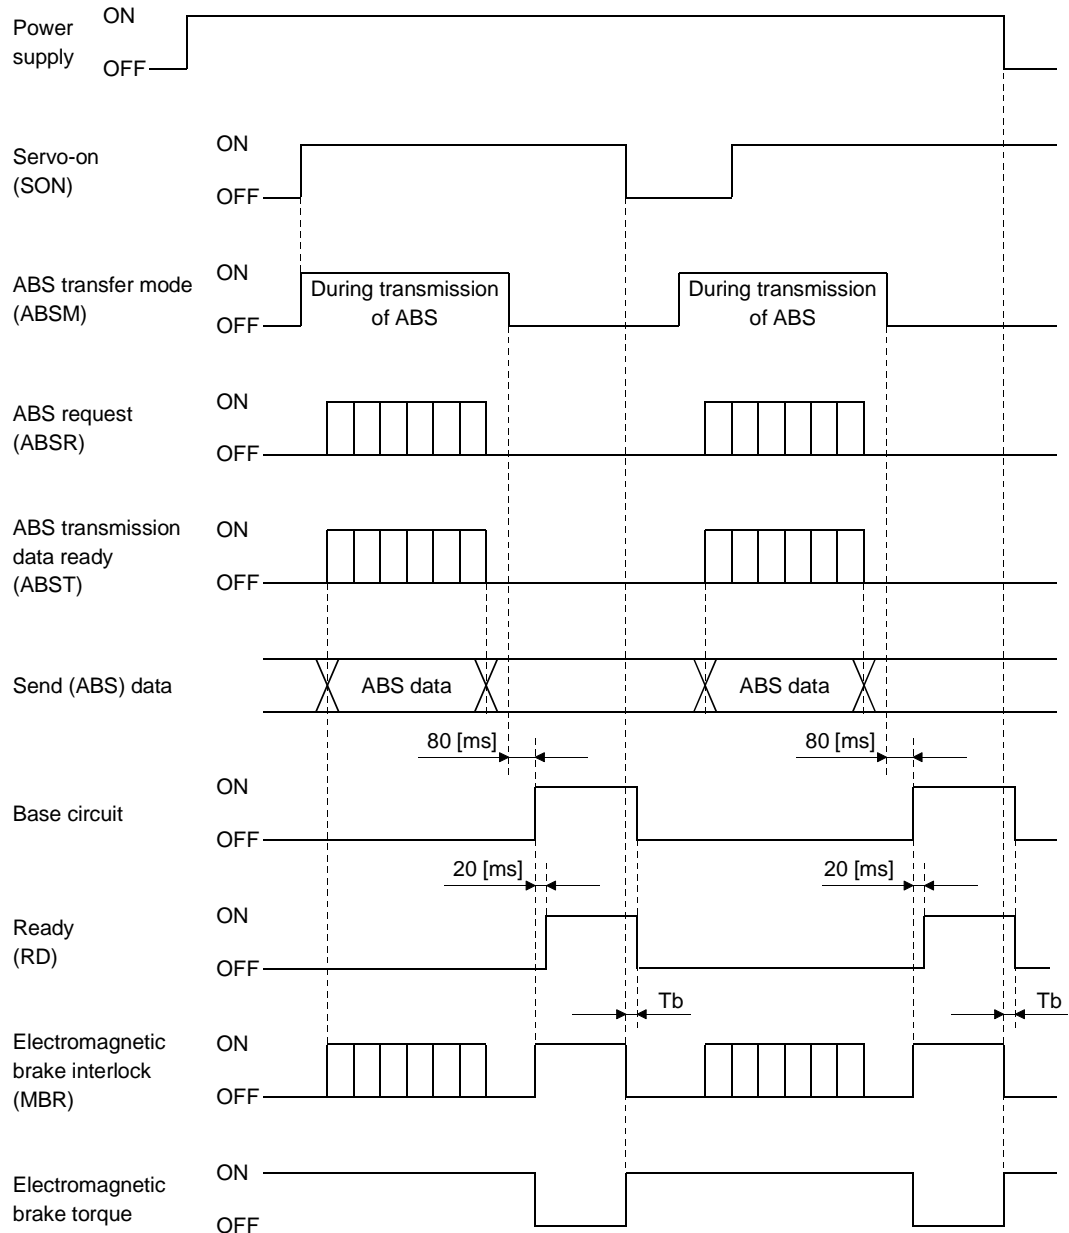 Power
supply
ON
OFF
Servo-on
(SON)
ON
OFF
ABS transfer mode
(ABSM)
ON
OFF
During transmission
of ABS
During transmission
of ABS
ABS request
(ABSR)
ON
OFF
ABS transmission
data ready
(ABST)
ON
OFF
Send (ABS) data
ABS data
ABS data
80 [ms]
80 [ms]
Base circuit
ON
OFF
20 [ms]
20 [ms]
Ready
(RD)
ON
OFF
Tb
Tb
Electromagnetic
brake interlock
(MBR)
ON
OFF
Electromagnetic
brake torque
ON
OFF